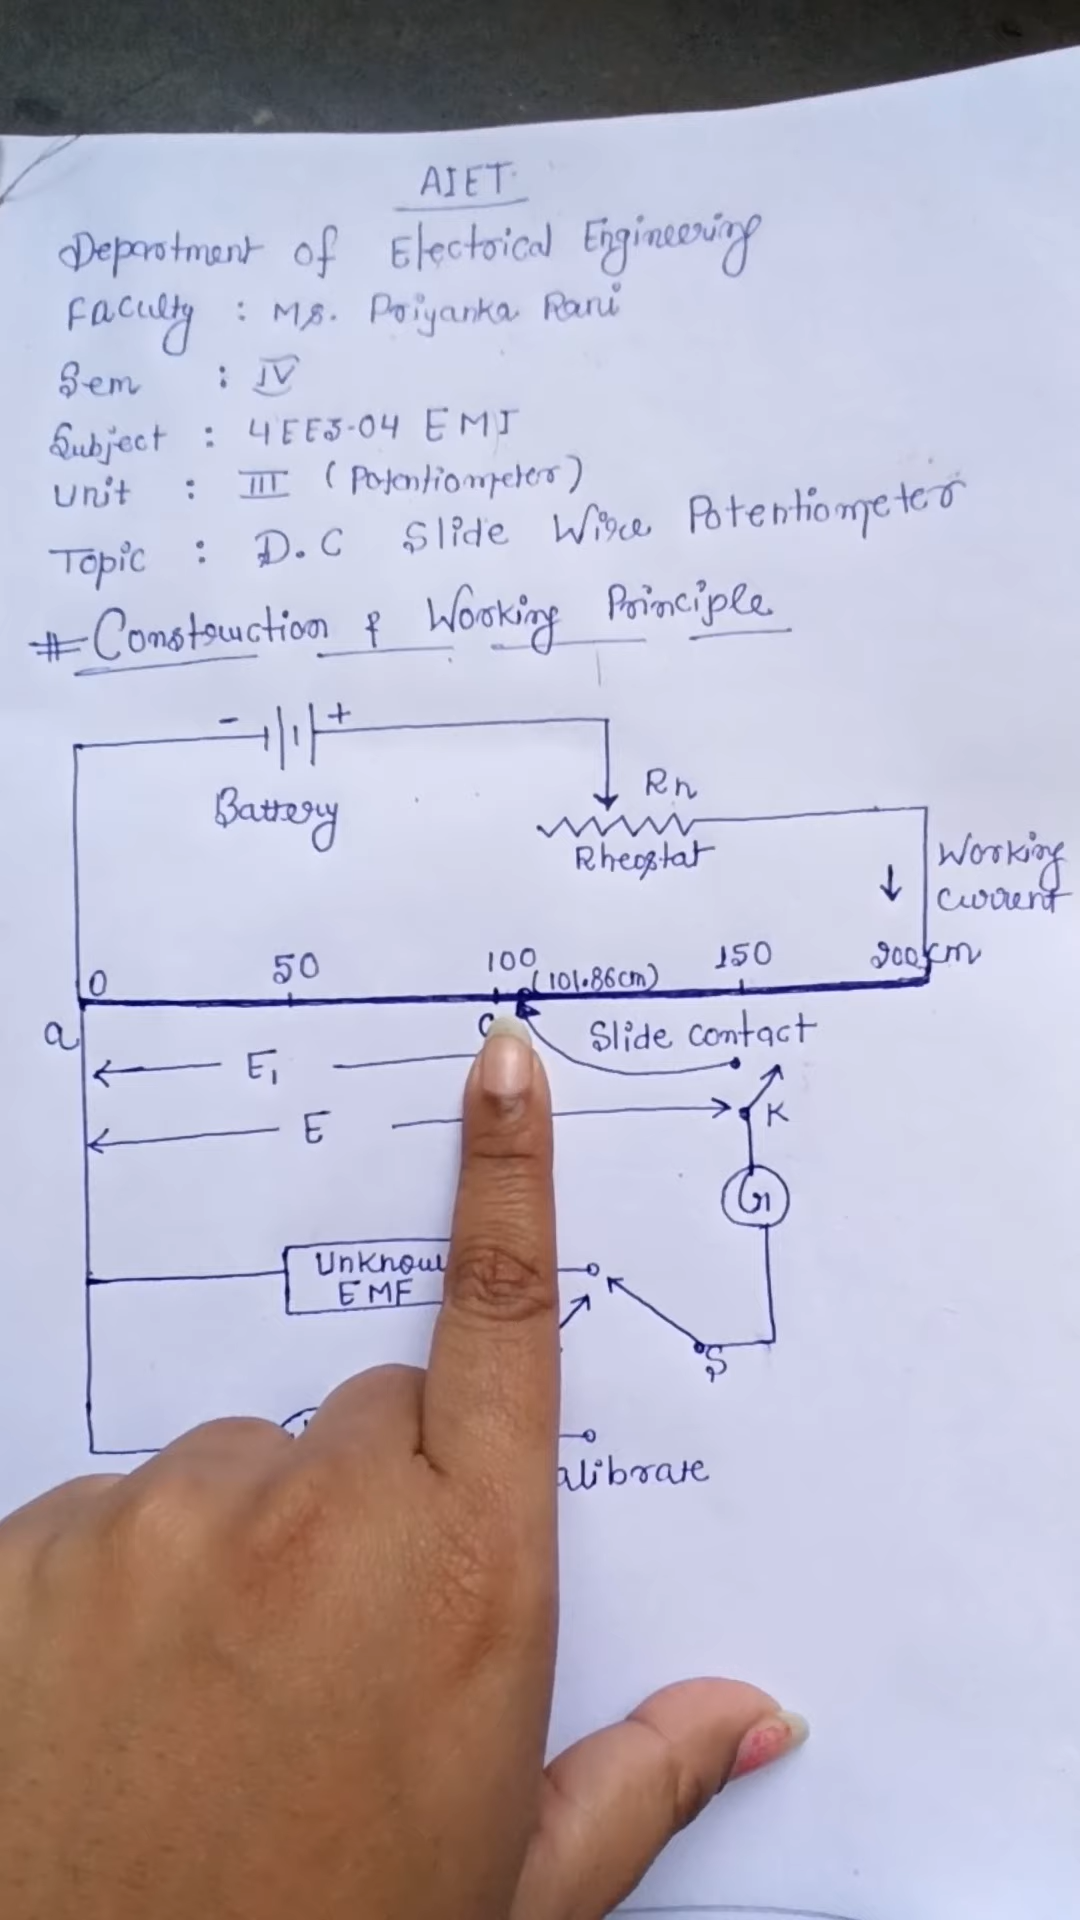 AIET
Department of Electrical Engineering
Faculty : Ms. Priyanka Rani
Sem : IV
Subject : 4EE3-04 EMI
Unit : III (Potentiometer)
Topic : D.C Slide Wire Potentiometer
# Construction & Working Principle
- +
Battery
Rh
Rheostat
Working
current
0 50 100 150 200 cm
(101.86cm)
a
Slide contact
E₁
E
K
G
Unknow
EMF
S
alibrate